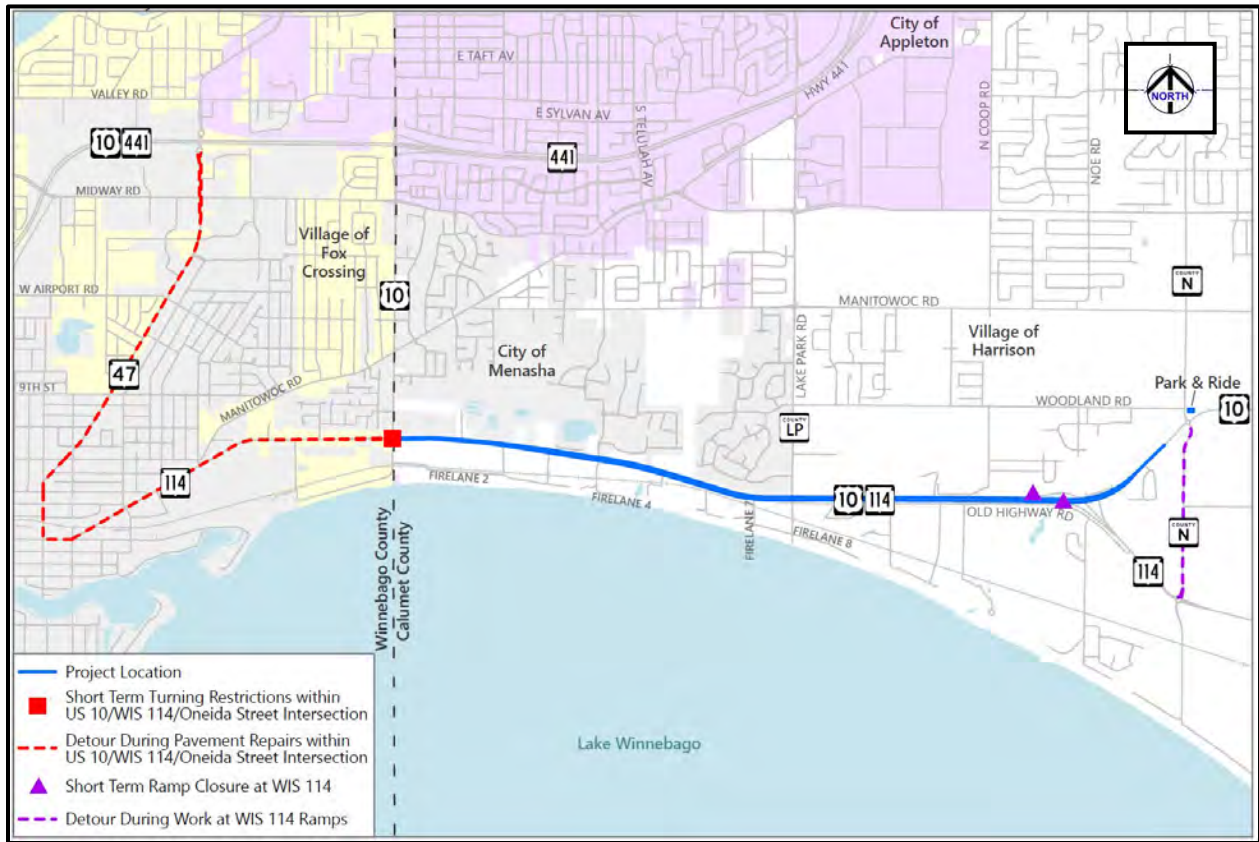 City of
Appleton
E TAFT AV
HWY 441
N COOP RD
NORTH
VALLEY RD
E SYLVAN AV
S TELULAH AV
10 441
441
NOE RD
MIDWAY RD
Village of
Fox
Crossing
W AIRPORT RD
10
COUNTY
N
MANITOWOC RD
LAKE PARK RD
Village of
Harrison
City of
Menasha
47
9TH ST
MANITOWOC RD
Park & Ride
WOODLAND RD
10
COUNTY
LP
114
FIRELANE 2
FIRELANE 4
FIRELANE 7
10 114
OLD HIGHWAY RD
FIRELANE 8
COUNTY
N
114
Winnebago County
Calumet County
Project Location
Short Term Turning Restrictions within
US 10/WIS 114/Oneida Street Intersection
Detour During Pavement Repairs within
US 10/WIS 114/Oneida Street Intersection
Short Term Ramp Closure at WIS 114
Detour During Work at WIS 114 Ramps
Lake Winnebago